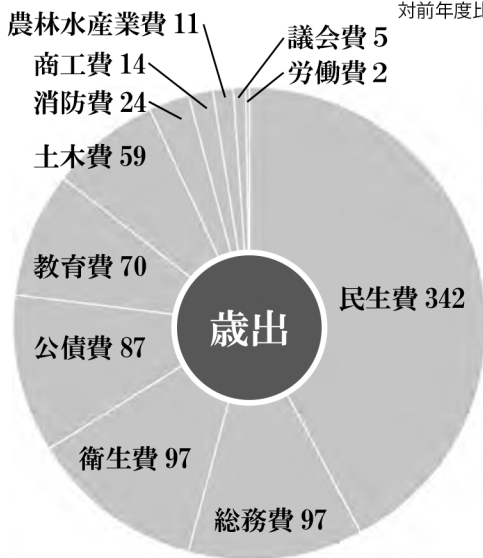 対前年度比
農林水産業費 11
議会費 5
商工費 14
労働費 2
消防費 24
土木費 59
教育費 70
民生費 342
歳出
公債費 87
衛生費 97
総務費 97